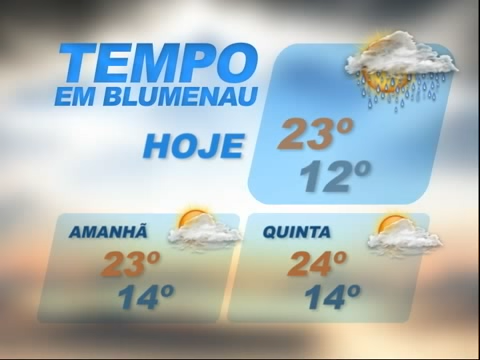 TEMPO
EM BLUMENAU
HOJE
23º
12º
AMANHÃ
23º
14º
QUINTA
24º
14º